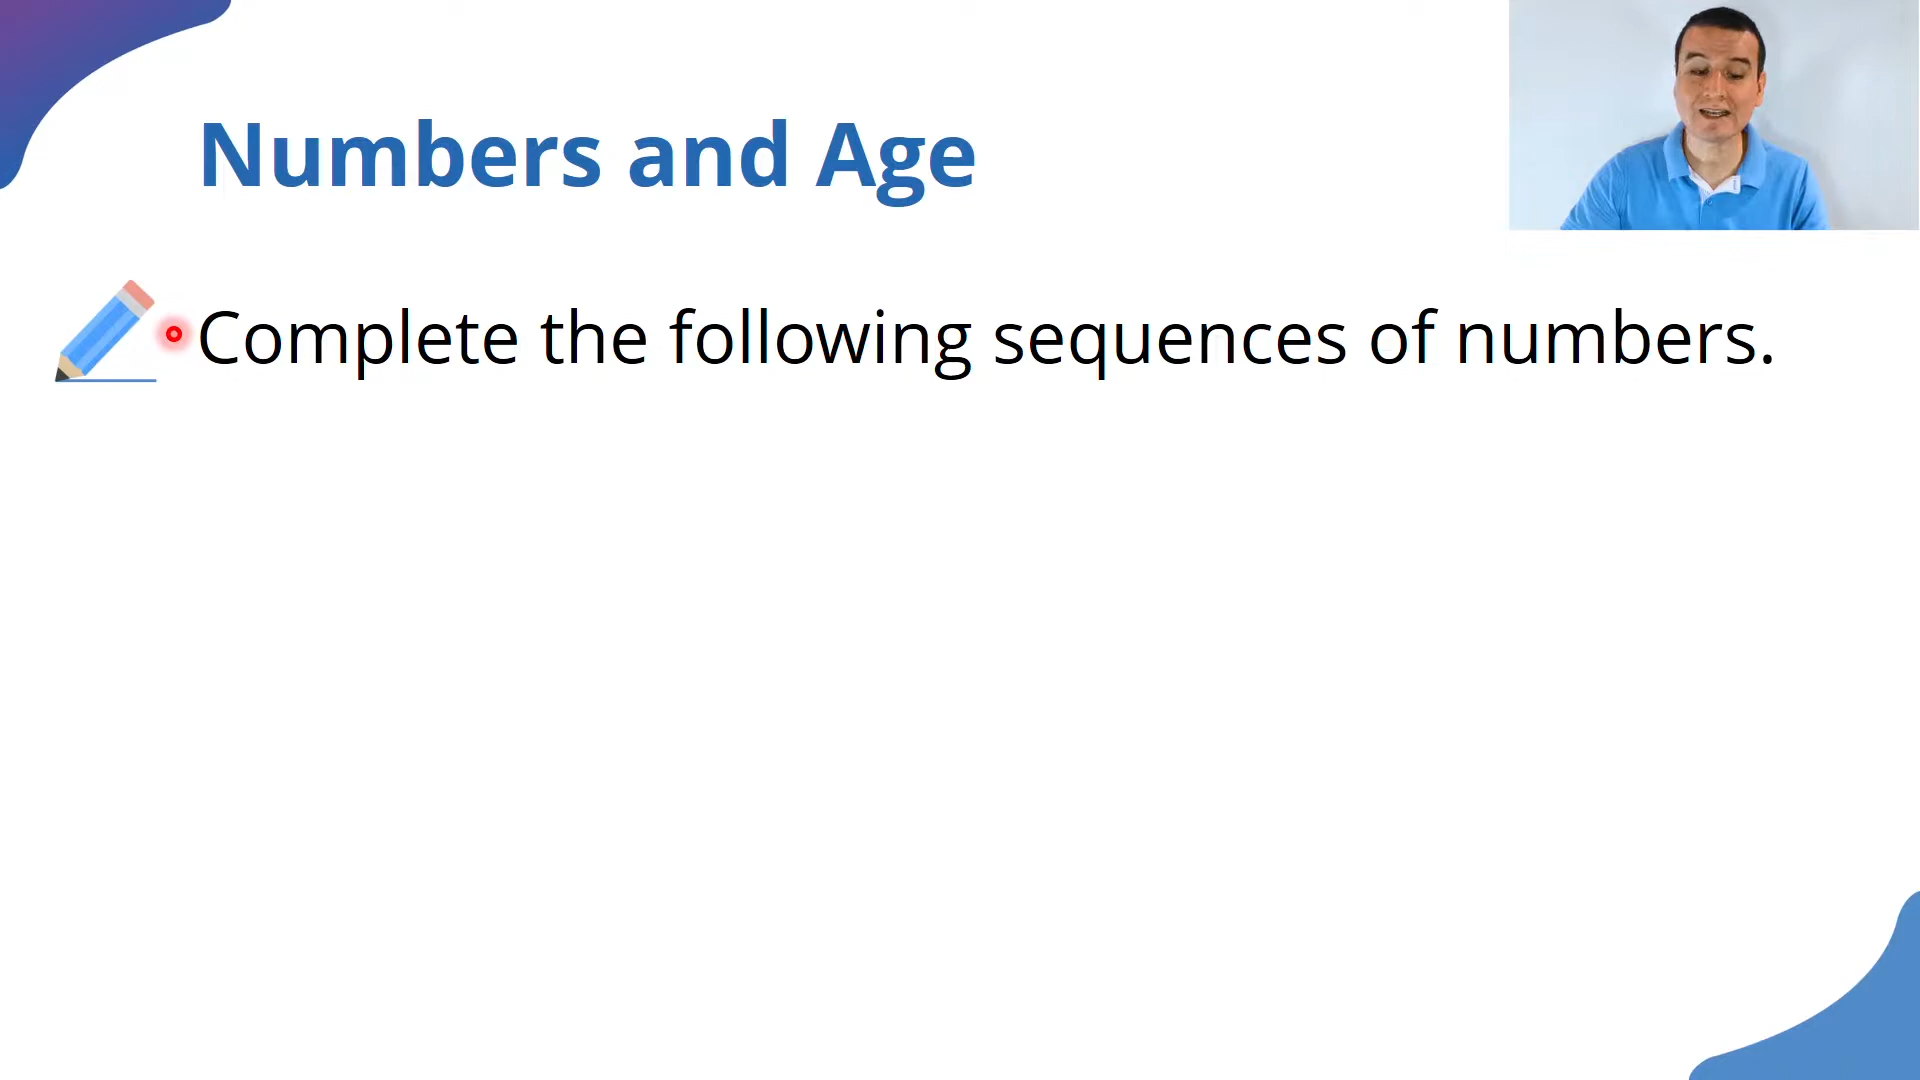 Numbers and Age
Complete the following sequences of numbers.